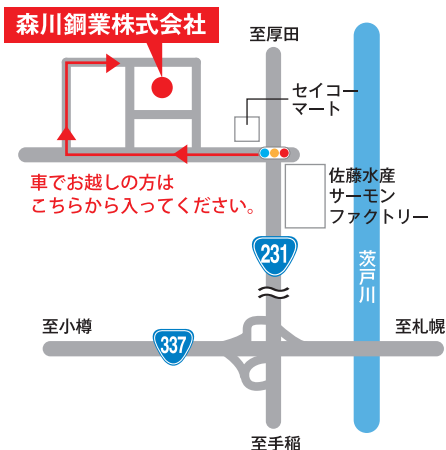 森川鋼業株式会社
至厚田
セイコー
マート
車でお越しの方は
こちらから入ってください。
佐藤水産
サーモン
ファクトリー
231
茨戸川
至小樽
337
至札幌
至手稲